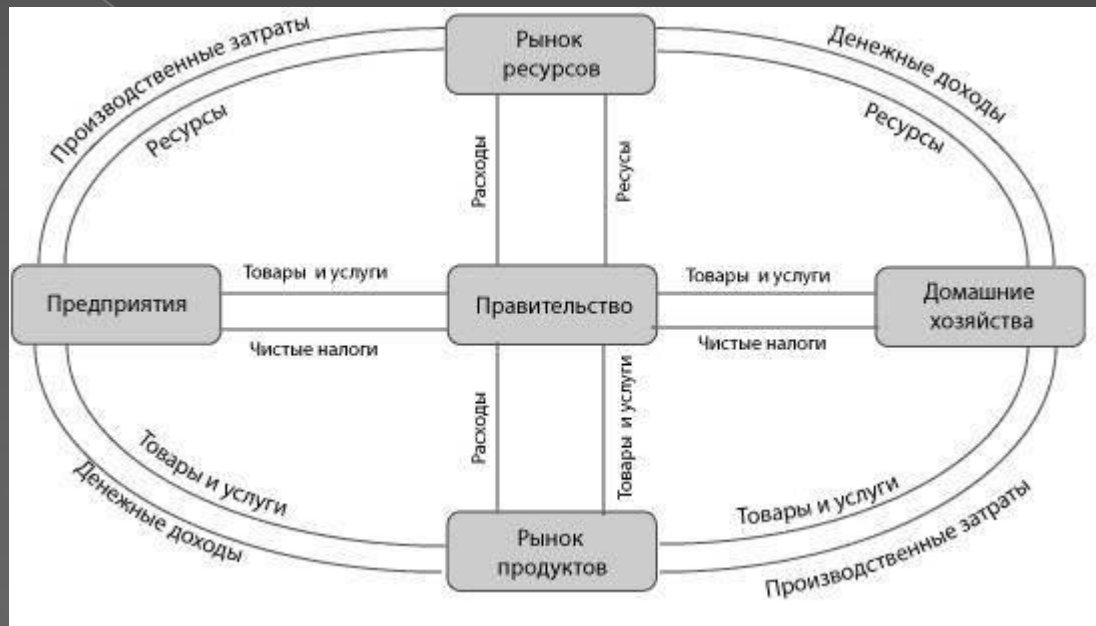 Производственные затраты
Рынок
ресурсов
Денежные доходы
Ресурсы
Ресурсы
Расходы
Ресусы
Товары и услуги
Товары и услуги
Предприятия
Правительство
Домашние
хозяйства
Чистые налоги
Чистые налоги
Расходы
Товары и услуги
Товары и услуги
Денежные доходы
Рынок
продуктов
Товары и услуги
Производственные затраты